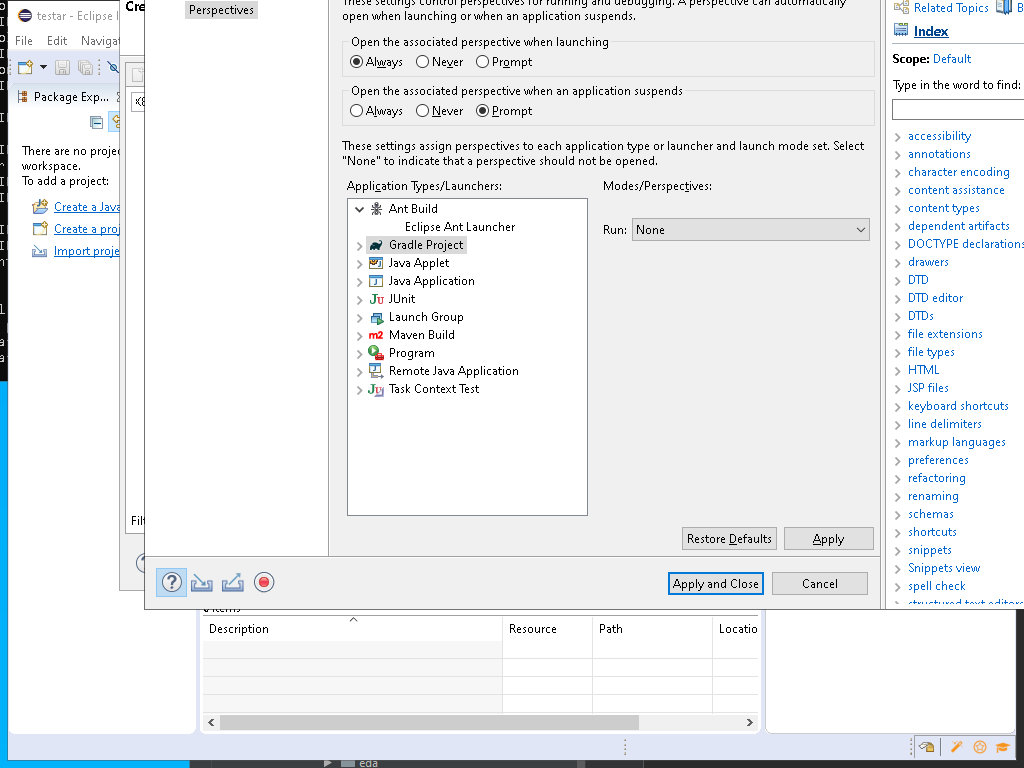 testar - Eclipse I
Cre
File Edit Navigat
Package Exp...
There are no proje
workspace.
To add a project:
Create a Java
Create a proj
Import proje
Filt
Perspectives
These settings control perspectives for running and debugging. A perspective can automatically
open when launching or when an application suspends.
Open the associated perspective when launching
Always Never Prompt
Open the associated perspective when an application suspends
Always Never Prompt
These settings assign perspectives to each application type or launcher and launch mode set. Select
"None" to indicate that a perspective should not be opened.
Application Types/Launchers:
Modes/Perspectives:
Ant Build
Eclipse Ant Launcher
Gradle Project
Java Applet
Java Application
JUnit
Launch Group
Maven Build
Program
Remote Java Application
Task Context Test
Run: None
Restore Defaults Apply
Apply and Close Cancel
Related Topics B
Index
Scope: Default
Type in the word to find:
accessibility
annotations
character encoding
content assistance
content types
dependent artifacts
DOCTYPE declarations
drawers
DTD
DTD editor
DTDs
file extensions
file types
HTML
JSP files
keyboard shortcuts
line delimiters
markup languages
preferences
refactoring
renaming
schemas
shortcuts
snippets
Snippets view
spell check
structured text editors
0 items
Description Resource Path Locatio
eda